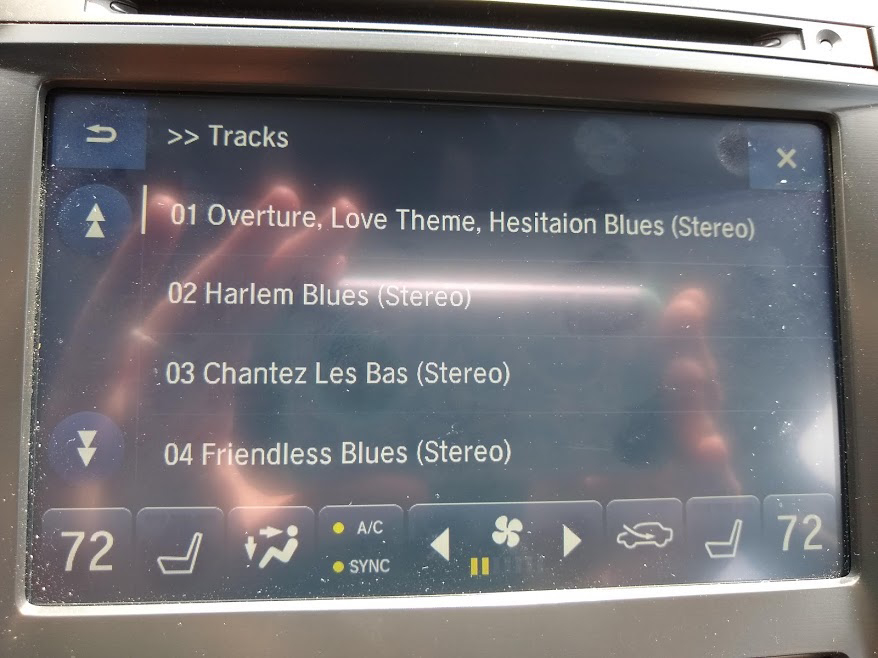 >> Tracks
01 Overture, Love Theme, Hesitaion Blues (Stereo)
02 Harlem Blues (Stereo)
03 Chantez Les Bas (Stereo)
04 Friendless Blues (Stereo)
72
A/C
SYNC
72